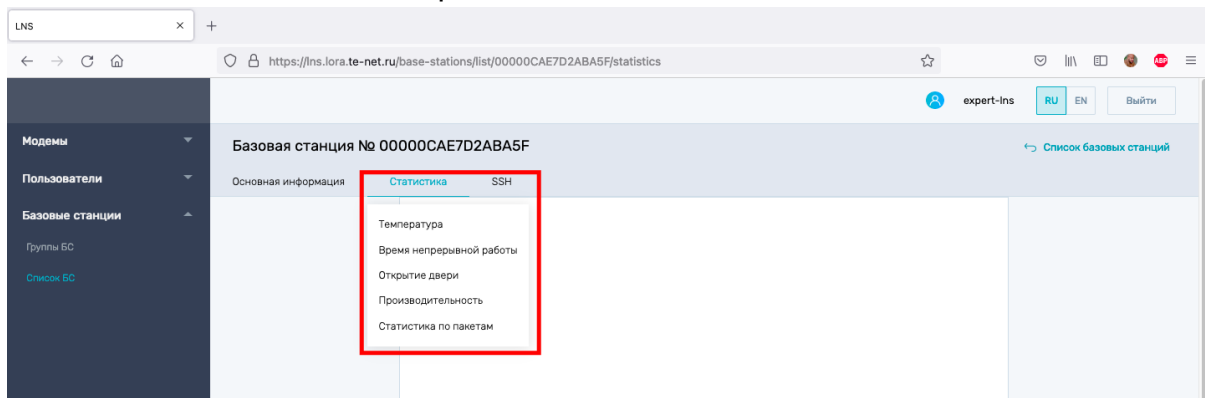 LNS
https://lns.lora.te-net.ru/base-stations/list/00000CAE7D2ABA5F/statistics
ABP
expert-lns
RU
EN
Выйти
Модемы
Базовая станция № 00000CAE7D2ABA5F
Список базовых станций
Пользователи
Основная информация
Статистика
SSH
Базовые станции
Группы БС
Список БС
Температура
Время непрерывной работы
Открытие двери
Производительность
Статистика по пакетам